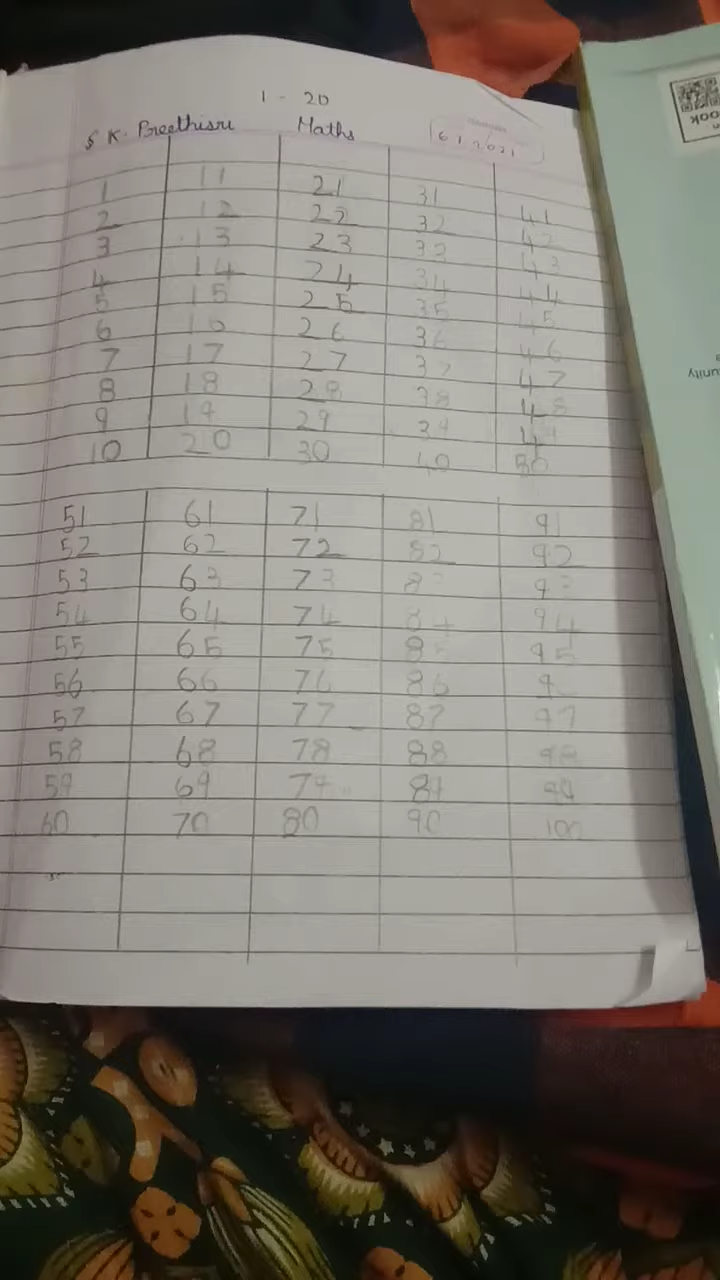 1 - 20
S K. Preethisri Maths 6.1.2021
1 11 21 31 41
2 12 22 32 42
3 13 23 33 43
4 14 24 34 44
5 15 25 35 45
6 16 26 36 46
7 17 27 37 47
8 18 28 38 48
9 19 29 39 49
10 20 30 40 50
51 61 71 81 91
52 62 72 82 92
53 63 73 83 93
54 64 74 84 94
55 65 75 85 95
56 66 76 86
57 67 77 87 97
58 68 78 88 98
59 69 79 89 99
60 70 80 90 100